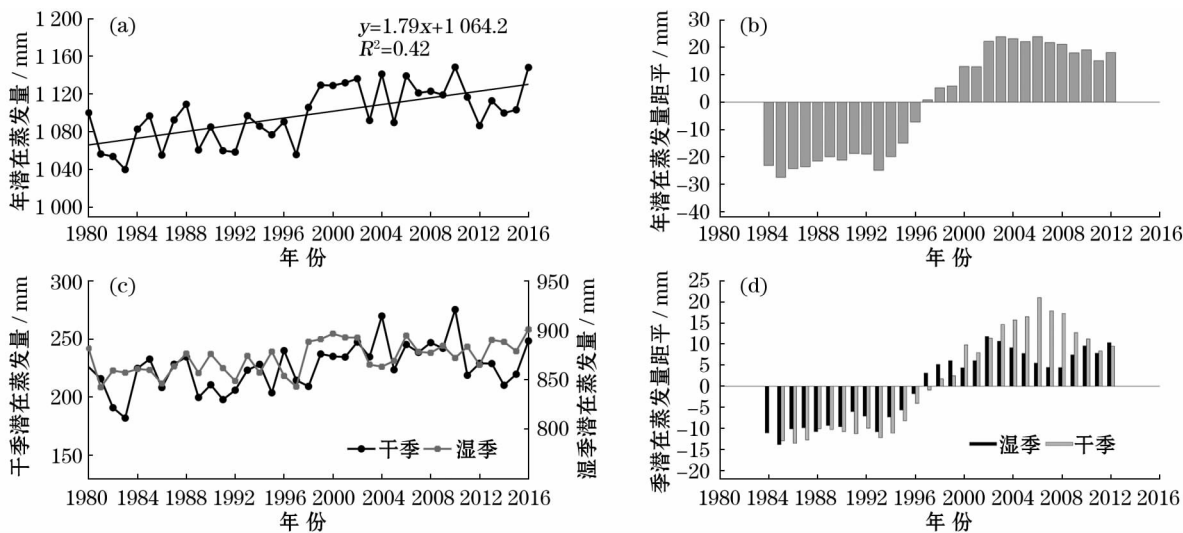 (a)
y=1.79x+1 064.2
R²=0.42
年潜在蒸发量 / mm
1 200
1 160
1 120
1 080
1 040
1 000
1980 1984 1988 1992 1996 2000 2004 2008 2012 2016
年 份
(b)
年潜在蒸发量距平 / mm
30
20
10
0
−10
−20
−30
−40
1980 1984 1988 1992 1996 2000 2004 2008 2012 2016
年 份
(c)
干季潜在蒸发量 / mm
300
250
200
150
湿季潜在蒸发量 / mm
950
900
850
800
干季 湿季
1980 1984 1988 1992 1996 2000 2004 2008 2012 2016
年 份
(d)
季潜在蒸发量距平 / mm
25
20
15
10
5
0
−5
−10
−15
−20
湿季 干季
1980 1984 1988 1992 1996 2000 2004 2008 2012 2016
年 份